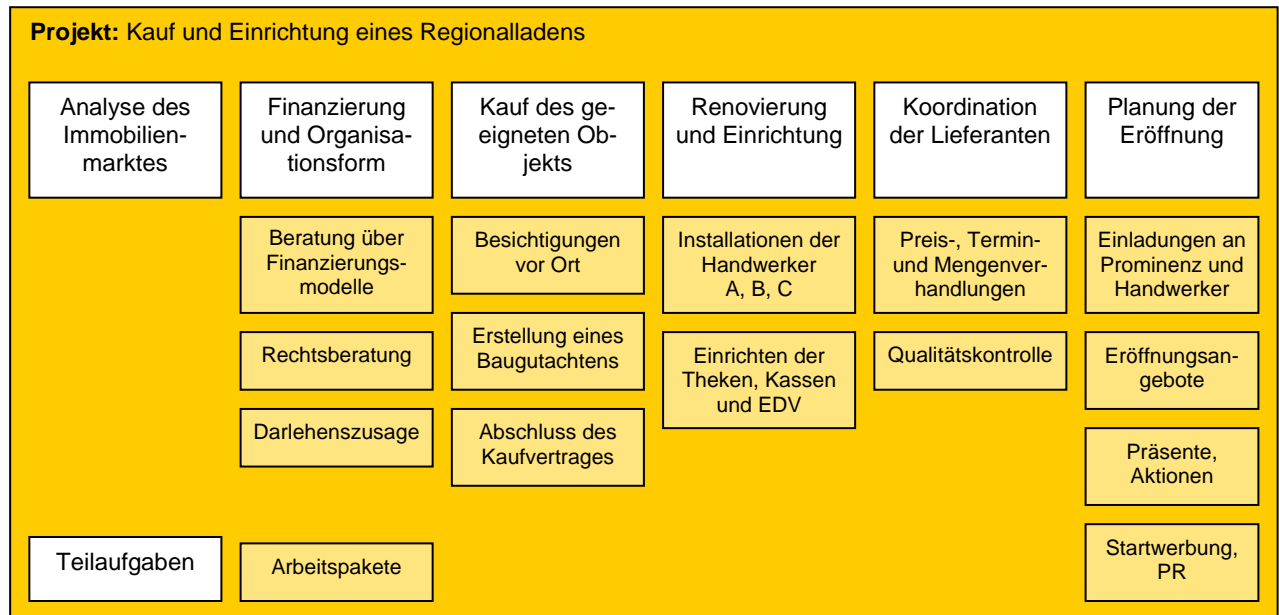 Projekt: Kauf und Einrichtung eines Regionalladens
Analyse des
Immobilien-
marktes
Finanzierung
und Organisa-
tionsform
Kauf des ge-
eigneten Ob-
jekts
Renovierung
und Einrichtung
Koordination
der Lieferanten
Planung der
Eröffnung
Beratung über
Finanzierungs-
modelle
Rechtsberatung
Darlehenszusage
Besichtigungen
vor Ort
Erstellung eines
Baugutachtens
Abschluss des
Kaufvertrages
Installationen der
Handwerker
A, B, C
Einrichten der
Theken, Kassen
und EDV
Preis-, Termin-
und Mengenver-
handlungen
Qualitätskontrolle
Einladungen an
Prominenz und
Handwerker
Eröffnungsan-
gebote
Präsente,
Aktionen
Startwerbung,
PR
Teilaufgaben
Arbeitspakete